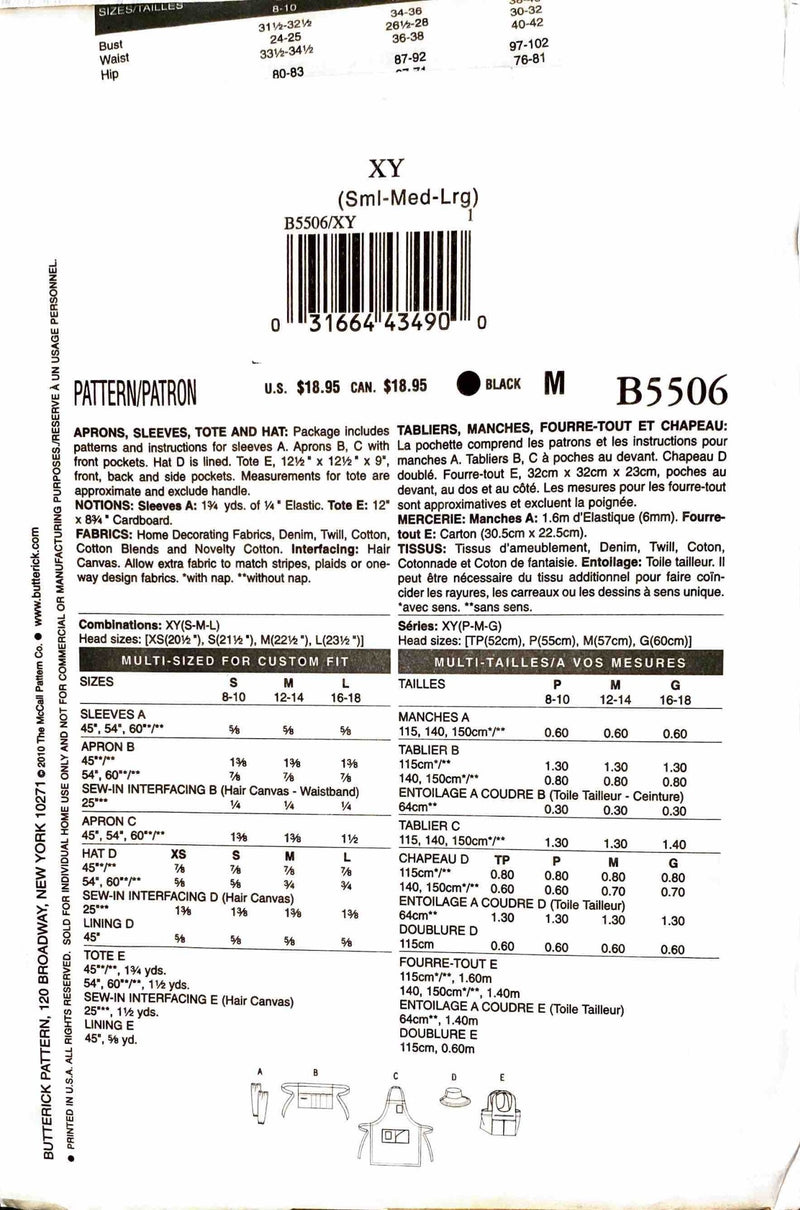 SIZES/TAILLES 8-10
Bust 31½-32½ 34-36 30-32
Waist 24-25 26½-28 40-42
Hip 33½-34½ 36-38
80-83 87-92 97-102
76-81
XY
(Sml-Med-Lrg)
B5506/XY 1
0 31664 43490 0
PATTERN/PATRON U.S. $18.95 CAN. $18.95 BLACK M B5506
APRONS, SLEEVES, TOTE AND HAT: Package includes
patterns and instructions for sleeves A. Aprons B, C with
front pockets. Hat D is lined. Tote E, 12½" x 12½" x 9",
front, back and side pockets. Measurements for tote are
approximate and exclude handle.
NOTIONS: Sleeves A: 1¾ yds. of ¼" Elastic. Tote E: 12"
x 8¾" Cardboard.
FABRICS: Home Decorating Fabrics, Denim, Twill, Cotton,
Cotton Blends and Novelty Cotton. Interfacing: Hair
Canvas. Allow extra fabric to match stripes, plaids or one-
way design fabrics. *with nap. **without nap.
TABLIERS, MANCHES, FOURRE-TOUT ET CHAPEAU:
La pochette comprend les patrons et les instructions pour
manches A. Tabliers B, C à poches au devant. Chapeau D
doublé. Fourre-tout E, 32cm x 32cm x 23cm, poches au
devant, au dos et au côté. Les mesures pour le fourre-tout
sont approximatives et excluent la poignée.
MERCERIE: Manches A: 1.6m d'Elastique (6mm). Fourre-
tout E: Carton (30.5cm x 22.5cm).
TISSUS: Tissus d'ameublement, Denim, Twill, Coton,
Cotonnade et Coton de fantaisie. Entoilage: Toile tailleur. Il
peut être nécessaire du tissu additionnel pour faire coïn-
cider les rayures, les carreaux ou les dessins à sens unique.
*avec sens. **sans sens.
Combinations: XY(S-M-L)
Head sizes: [XS(20½"), S(21½"), M(22½"), L(23½")]
MULTI-SIZED FOR CUSTOM FIT
SIZES S M L
8-10 12-14 16-18
SLEEVES A
45", 54", 60"*/** ⅝ ⅝ ⅝
APRON B
45"*/** 1⅜ 1⅜ 1⅜
54", 60"*/** ⅞ ⅞ ⅞
SEW-IN INTERFACING B (Hair Canvas - Waistband)
25"** ¼ ¼ ¼
APRON C
45", 54", 60"*/** 1⅜ 1⅜ 1½
HAT D XS S M L
45"*/** ⅞ ⅞ ⅞ ⅞
54", 60"*/** ⅝ ⅝ ¾ ¾
SEW-IN INTERFACING D (Hair Canvas)
25"** 1⅜ 1⅜ 1⅜ 1⅜
LINING D
45" ⅝ ⅝ ⅝ ⅝
TOTE E
45"*/**, 1¾ yds.
54", 60"*/**, 1½ yds.
SEW-IN INTERFACING E (Hair Canvas)
25"**, 1½ yds.
LINING E
45", ⅝ yd.
Séries: XY(P-M-G)
Head sizes: [TP(52cm), P(55cm), M(57cm), G(60cm)]
MULTI-TAILLES/A VOS MESURES
TAILLES P M G
8-10 12-14 16-18
MANCHES A
115, 140, 150cm*/** 0.60 0.60 0.60
TABLIER B
115cm*/** 1.30 1.30 1.30
140, 150cm*/** 0.80 0.80 0.80
ENTOILAGE A COUDRE B (Toile Tailleur - Ceinture)
64cm** 0.30 0.30 0.30
TABLIER C
115, 140, 150cm*/** 1.30 1.30 1.40
CHAPEAU D TP P M G
115cm*/** 0.80 0.80 0.80 0.80
140, 150cm*/** 0.60 0.60 0.70 0.70
ENTOILAGE A COUDRE D (Toile Tailleur)
64cm** 1.30 1.30 1.30 1.30
DOUBLURE D
115cm 0.60 0.60 0.60 0.60
FOURRE-TOUT E
115cm*/**, 1.60m
140, 150cm*/**, 1.40m
ENTOILAGE A COUDRE E (Toile Tailleur)
64cm**, 1.40m
DOUBLURE E
115cm, 0.60m
A B C D E
BUTTERICK PATTERN, 120 BROADWAY, NEW YORK, NEW YORK 10271 © 2010 The McCall Pattern Co. ● www.butterick.com
● PRINTED IN U.S.A. ALL RIGHTS RESERVED. SOLD FOR INDIVIDUAL HOME USE ONLY AND NOT FOR COMMERCIAL OR MANUFACTURING PURPOSES/RESERVE À UN USAGE PERSONNEL.